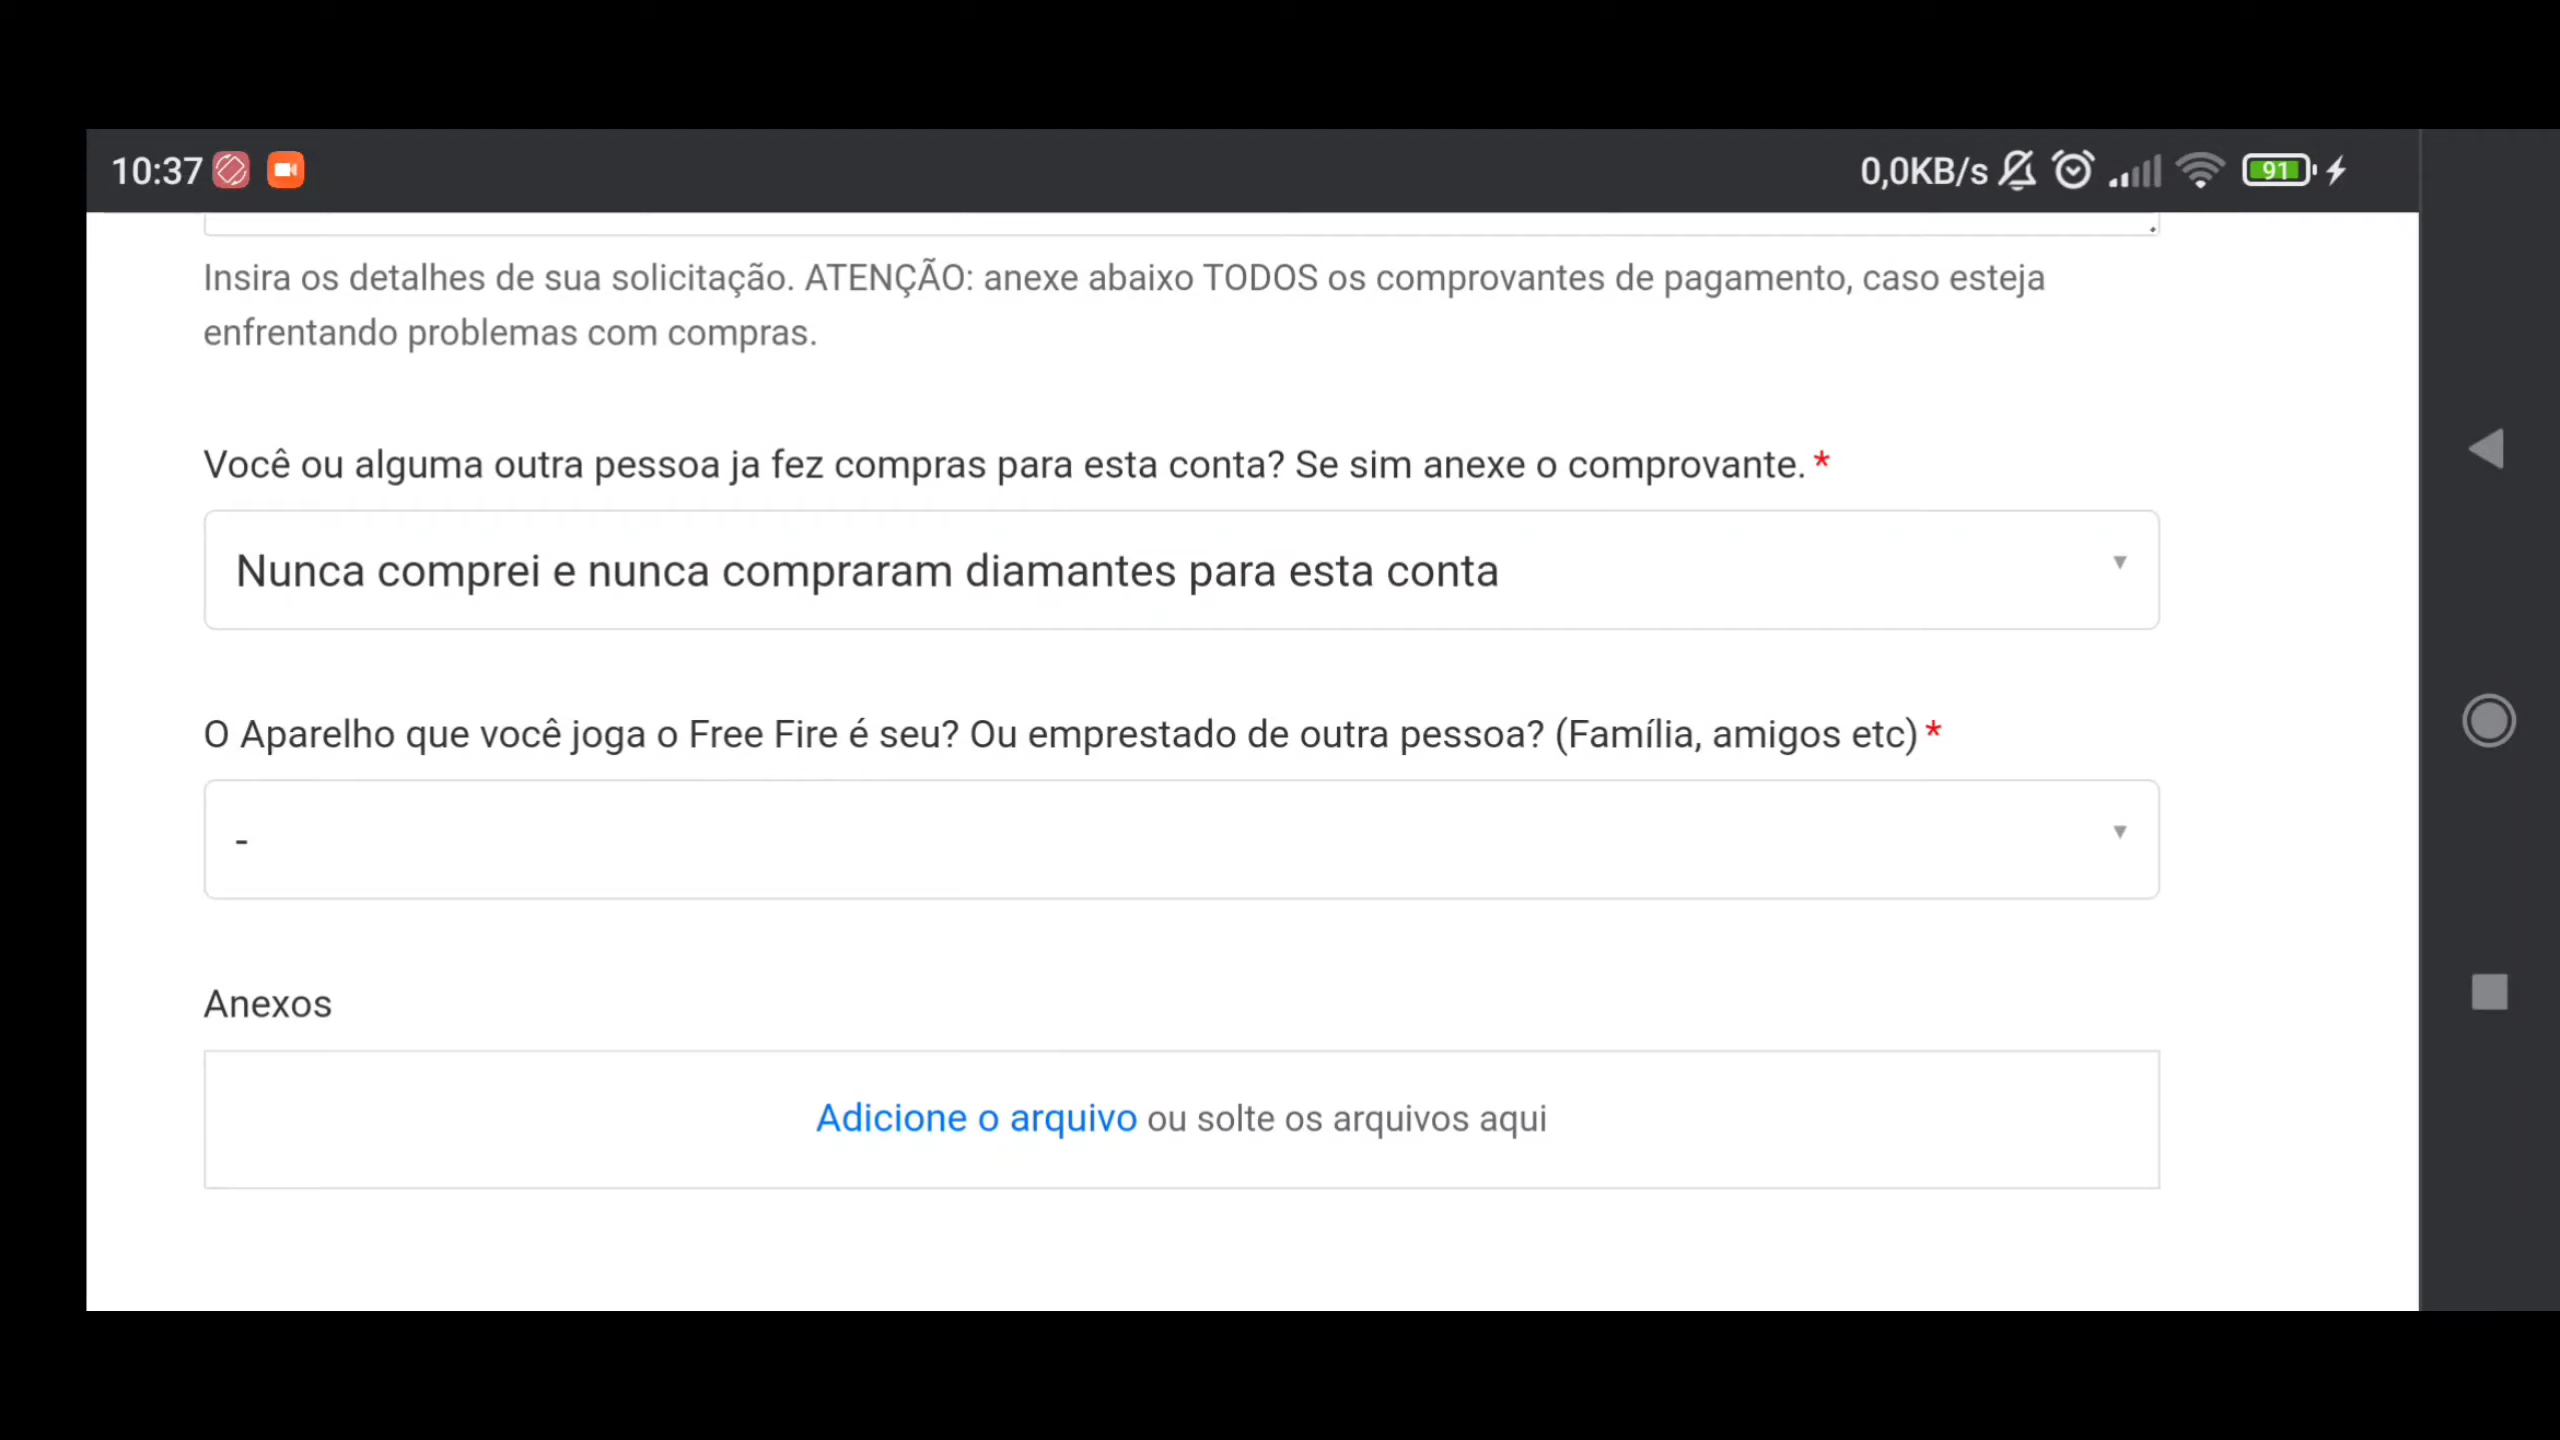 10:37
0,0KB/s
91
Insira os detalhes de sua solicitação. ATENÇÃO: anexe abaixo TODOS os comprovantes de pagamento, caso esteja
enfrentando problemas com compras.
Você ou alguma outra pessoa ja fez compras para esta conta? Se sim anexe o comprovante. *
Nunca comprei e nunca compraram diamantes para esta conta
O Aparelho que você joga o Free Fire é seu? Ou emprestado de outra pessoa? (Família, amigos etc) *
-
Anexos
Adicione o arquivo ou solte os arquivos aqui